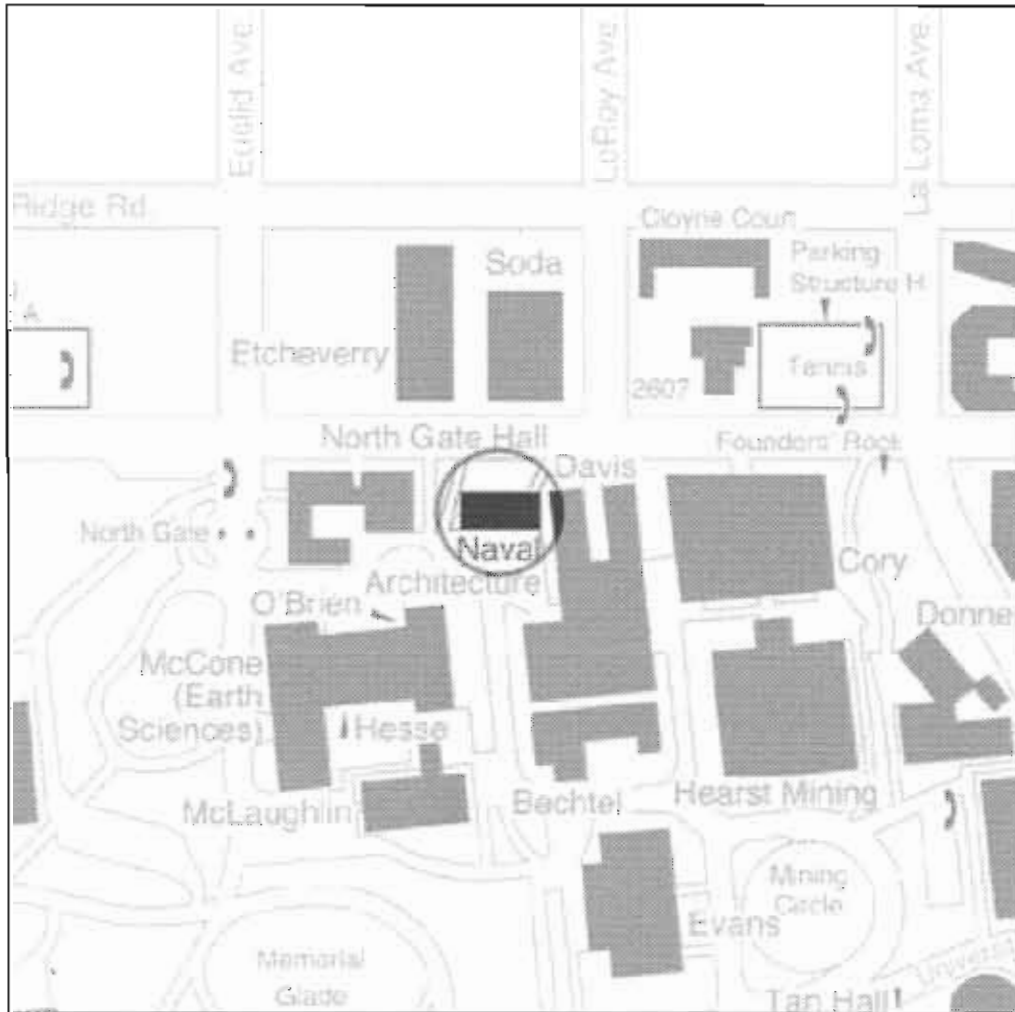 Euclid Ave.
LeRoy Ave.
Loma Ave.
Ridge Rd.
Cloyne Court
Parking
Structure H
Soda
A
Etcheverry
Tennis
2607
North Gate Hall
Founders' Rock
Davis
North Gate
Naval
Architecture
Cory
O'Brien
Donne
McCone
(Earth
Sciences)
Hesse
McLaughlin
Bechtel
Hearst Mining
Mining
Circle
Evans
Memorial
Glade
Univers
Tan Hall